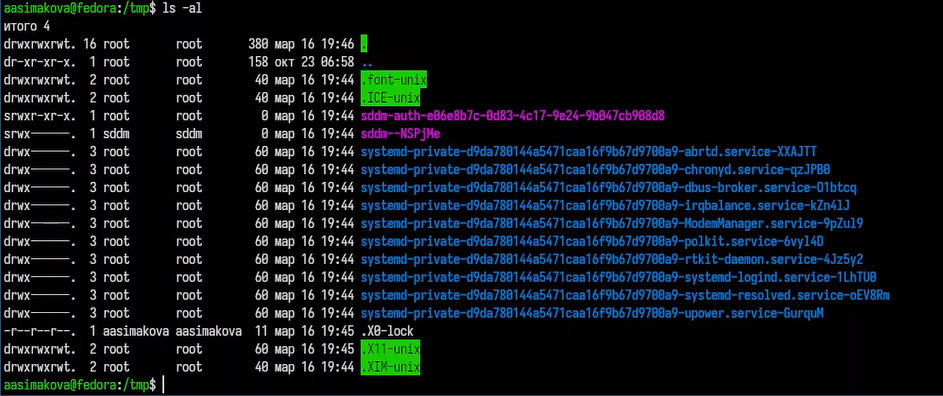 aasimakova@fedora:/tmp$ ls -al
итого 4
drwxrwxrwt. 16 root       root       380 мар 16 19:46 .
dr-xr-xr-x.  1 root       root       158 окт 23 06:58 ..
drwxrwxrwt.  2 root       root        40 мар 16 19:44 .font-unix
drwxrwxrwt.  2 root       root        40 мар 16 19:44 .ICE-unix
srwxr-xr-x.  1 root       root         0 мар 16 19:44 sddm-auth-e06e8b7c-0d83-4c17-9e24-9b047cb908d8
srwx------.  1 sddm       sddm         0 мар 16 19:44 sddm--NSPjMe
drwx------.  3 root       root        60 мар 16 19:44 systemd-private-d9da780144a5471caa16f9b67d9700a9-abrtd.service-XXAJTT
drwx------.  3 root       root        60 мар 16 19:44 systemd-private-d9da780144a5471caa16f9b67d9700a9-chronyd.service-qzJPB0
drwx------.  3 root       root        60 мар 16 19:44 systemd-private-d9da780144a5471caa16f9b67d9700a9-dbus-broker.service-O1btcq
drwx------.  3 root       root        60 мар 16 19:44 systemd-private-d9da780144a5471caa16f9b67d9700a9-irqbalance.service-kZn4lJ
drwx------.  3 root       root        60 мар 16 19:44 systemd-private-d9da780144a5471caa16f9b67d9700a9-ModemManager.service-9pZul9
drwx------.  3 root       root        60 мар 16 19:44 systemd-private-d9da780144a5471caa16f9b67d9700a9-polkit.service-6vyl4D
drwx------.  3 root       root        60 мар 16 19:44 systemd-private-d9da780144a5471caa16f9b67d9700a9-rtkit-daemon.service-4Jz5y2
drwx------.  3 root       root        60 мар 16 19:44 systemd-private-d9da780144a5471caa16f9b67d9700a9-systemd-logind.service-1LhTU0
drwx------.  3 root       root        60 мар 16 19:44 systemd-private-d9da780144a5471caa16f9b67d9700a9-systemd-resolved.service-oEV8Rm
drwx------.  3 root       root        60 мар 16 19:44 systemd-private-d9da780144a5471caa16f9b67d9700a9-upower.service-GurquM
-r--r--r--.  1 aasimakova aasimakova  11 мар 16 19:45 .X0-lock
drwxrwxrwt.  2 root       root        60 мар 16 19:45 .X11-unix
drwxrwxrwt.  2 root       root        40 мар 16 19:44 .XIM-unix
aasimakova@fedora:/tmp$